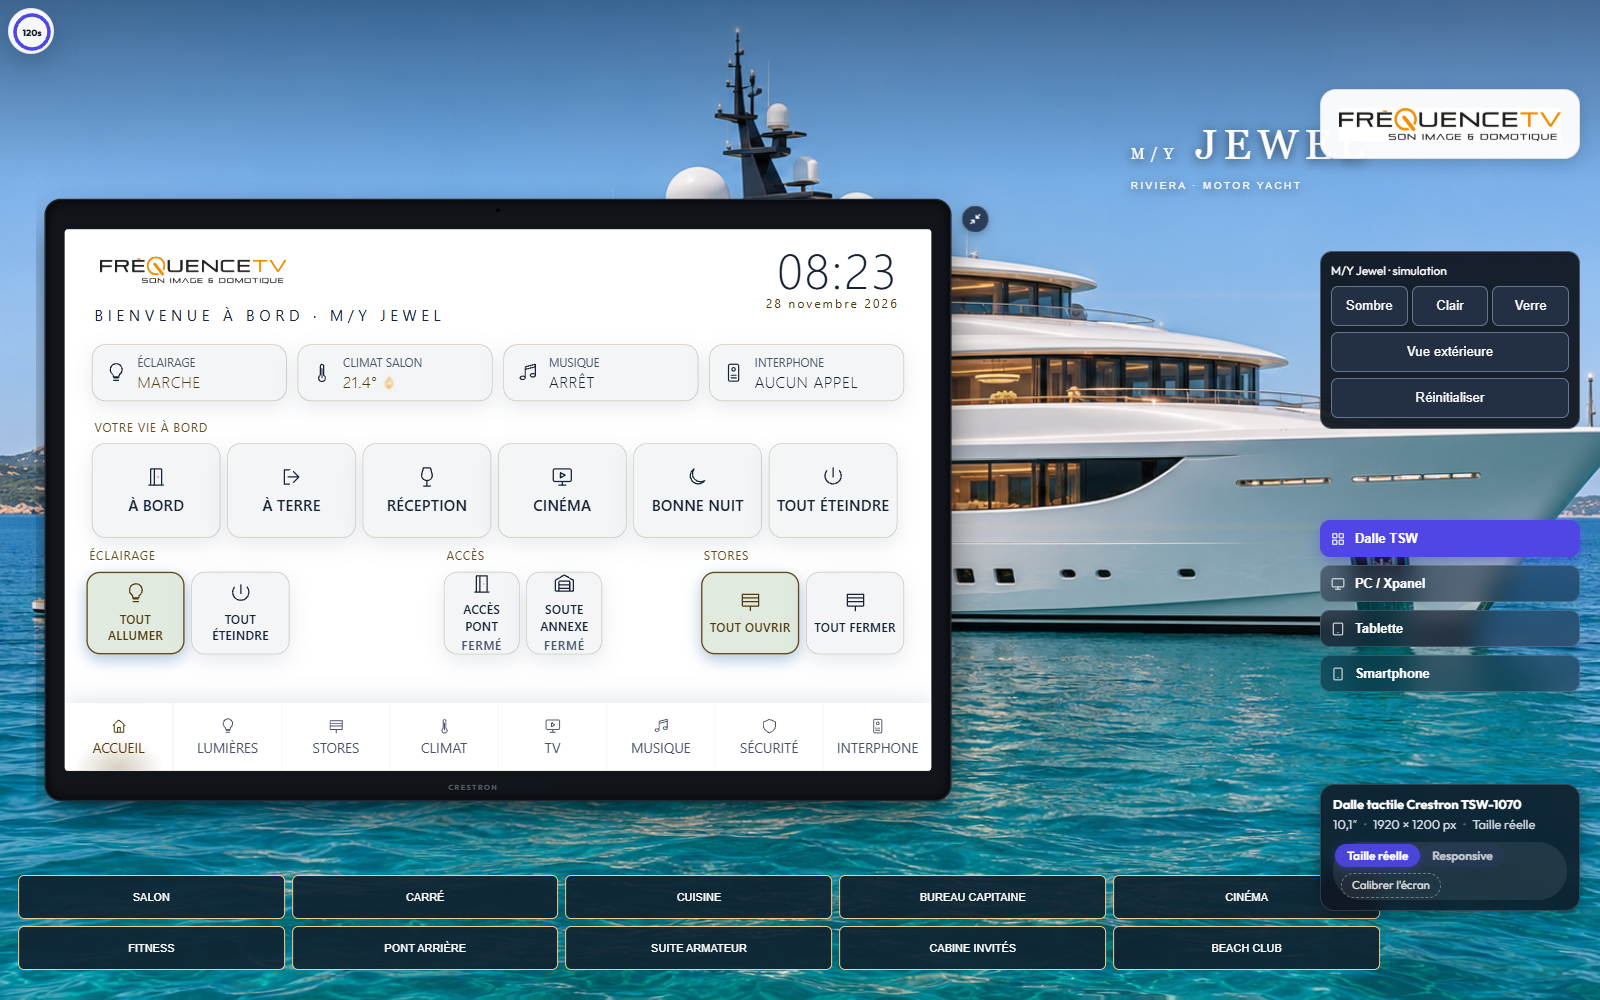 120s
M/Y JEWEL
RIVIERA · MOTOR YACHT
FRÉQUENCETV
SON IMAGE & DOMOTIQUE
FRÉQUENCETV
SON IMAGE & DOMOTIQUE
08:23
28 novembre 2026
BIENVENUE À BORD · M/Y JEWEL
ÉCLAIRAGE
MARCHE
CLIMAT SALON
21.4°
MUSIQUE
ARRÊT
INTERPHONE
AUCUN APPEL
VOTRE VIE À BORD
À BORD
À TERRE
RÉCEPTION
CINÉMA
BONNE NUIT
TOUT ÉTEINDRE
ÉCLAIRAGE
TOUT
ALLUMER
TOUT
ÉTEINDRE
ACCÈS
ACCÈS
PONT
FERMÉ
SOUTE
ANNEXE
FERMÉ
STORES
TOUT OUVRIR
TOUT FERMER
ACCUEIL
LUMIÈRES
STORES
CLIMAT
TV
MUSIQUE
SÉCURITÉ
INTERPHONE
CRESTRON
M/Y Jewel · simulation
Sombre
Clair
Verre
Vue extérieure
Réinitialiser
Dalle TSW
PC / Xpanel
Tablette
Smartphone
Dalle tactile Crestron TSW-1070
10,1" · 1920 × 1200 px · Taille réelle
Taille réelle
Responsive
Calibrer l'écran
SALON
CARRÉ
CUISINE
BUREAU CAPITAINE
CINÉMA
FITNESS
PONT ARRIÈRE
SUITE ARMATEUR
CABINE INVITÉS
BEACH CLUB